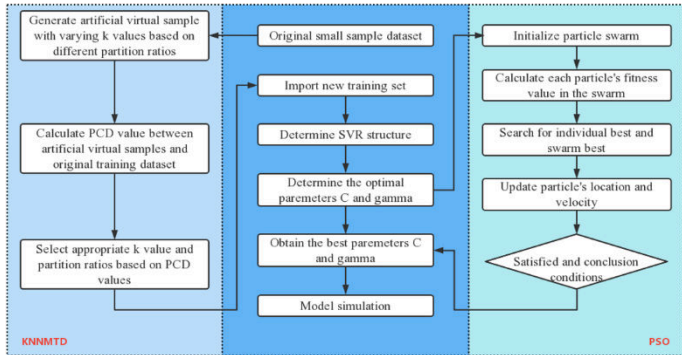 Generate artificial virtual sample
with varying k values based on
different partition ratios
Calculate PCD value between
artificial virtual samples and
original training dataset
Select appropriate k value and
partition ratios based on PCD
values
KNNMTD
Original small sample dataset
Import new training set
Determine SVR structure
Determine the optimal
paremeters C and gamma
Obtain the best paremeters C
and gamma
Model simulation
Initialize particle swarm
Calculate each particle's fitness
value in the swarm
Search for individual best and
swarm best
Update particle's location and
velocity
Satisfied and conclusion
conditions
PSO